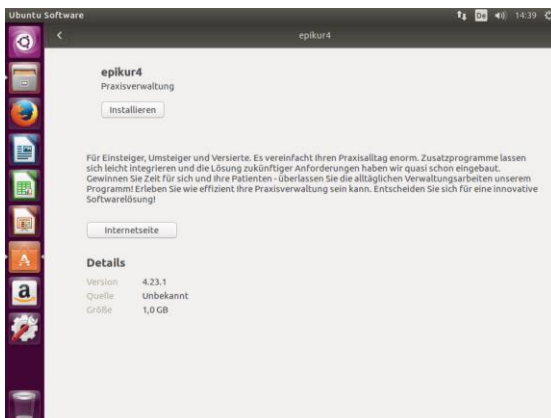 Ubuntu Software
De
14:39
epikur4
epikur4
Praxisverwaltung
Installieren
Für Einsteiger, Umsteiger und Versierte. Es vereinfacht Ihren Praxisalltag enorm. Zusatzprogramme lassen
sich leicht integrieren und die Lösung zukünftiger Anforderungen haben wir quasi schon eingebaut.
Gewinnen Sie Zeit für sich und Ihre Patienten - überlassen Sie die alltäglichen Verwaltungsarbeiten unserem
Programm! Erleben Sie wie effizient Ihre Praxisverwaltung sein kann. Entscheiden Sie sich für eine innovative
Softwarelösung!
Internetseite
Details
Version 4.23.1
Quelle Unbekannt
Größe 1,0 GB